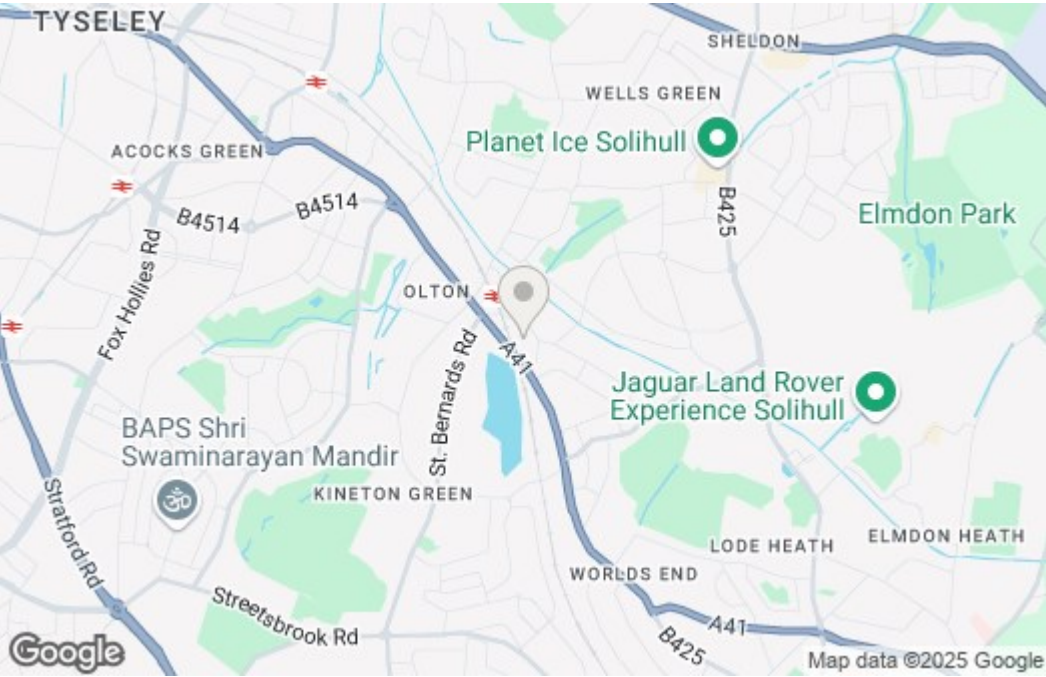 TYSELEY
SHELDON
WELLS GREEN
Planet Ice Solihull
ACOCKS GREEN
B4514
B4514
B425
Elmdon Park
Fox Hollies Rd
OLTON
St. Bernards Rd
A41
Jaguar Land Rover
Experience Solihull
BAPS Shri
Swaminarayan Mandir
KINETON GREEN
Stratford Rd
LODE HEATH
ELMDON HEATH
WORLDS END
Streetsbrook Rd
A41
B425
Google
Map data ©2025 Google